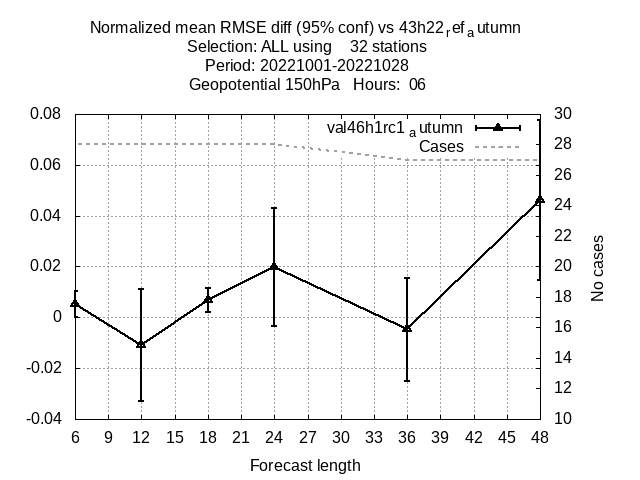 Normalized mean RMSE diff (95% conf) vs 43h22ᵣefₐutumn
Selection: ALL using 32 stations
Period: 20221001-20221028
Geopotential 150hPa Hours: 06
val46h1rc1ₐutumn
Cases
0.08
0.06
0.04
0.02
0
-0.02
-0.04
30
28
26
24
22
20
18
16
14
12
10
No cases
6 9 12 15 18 21 24 27 30 33 36 39 42 45 48
Forecast length